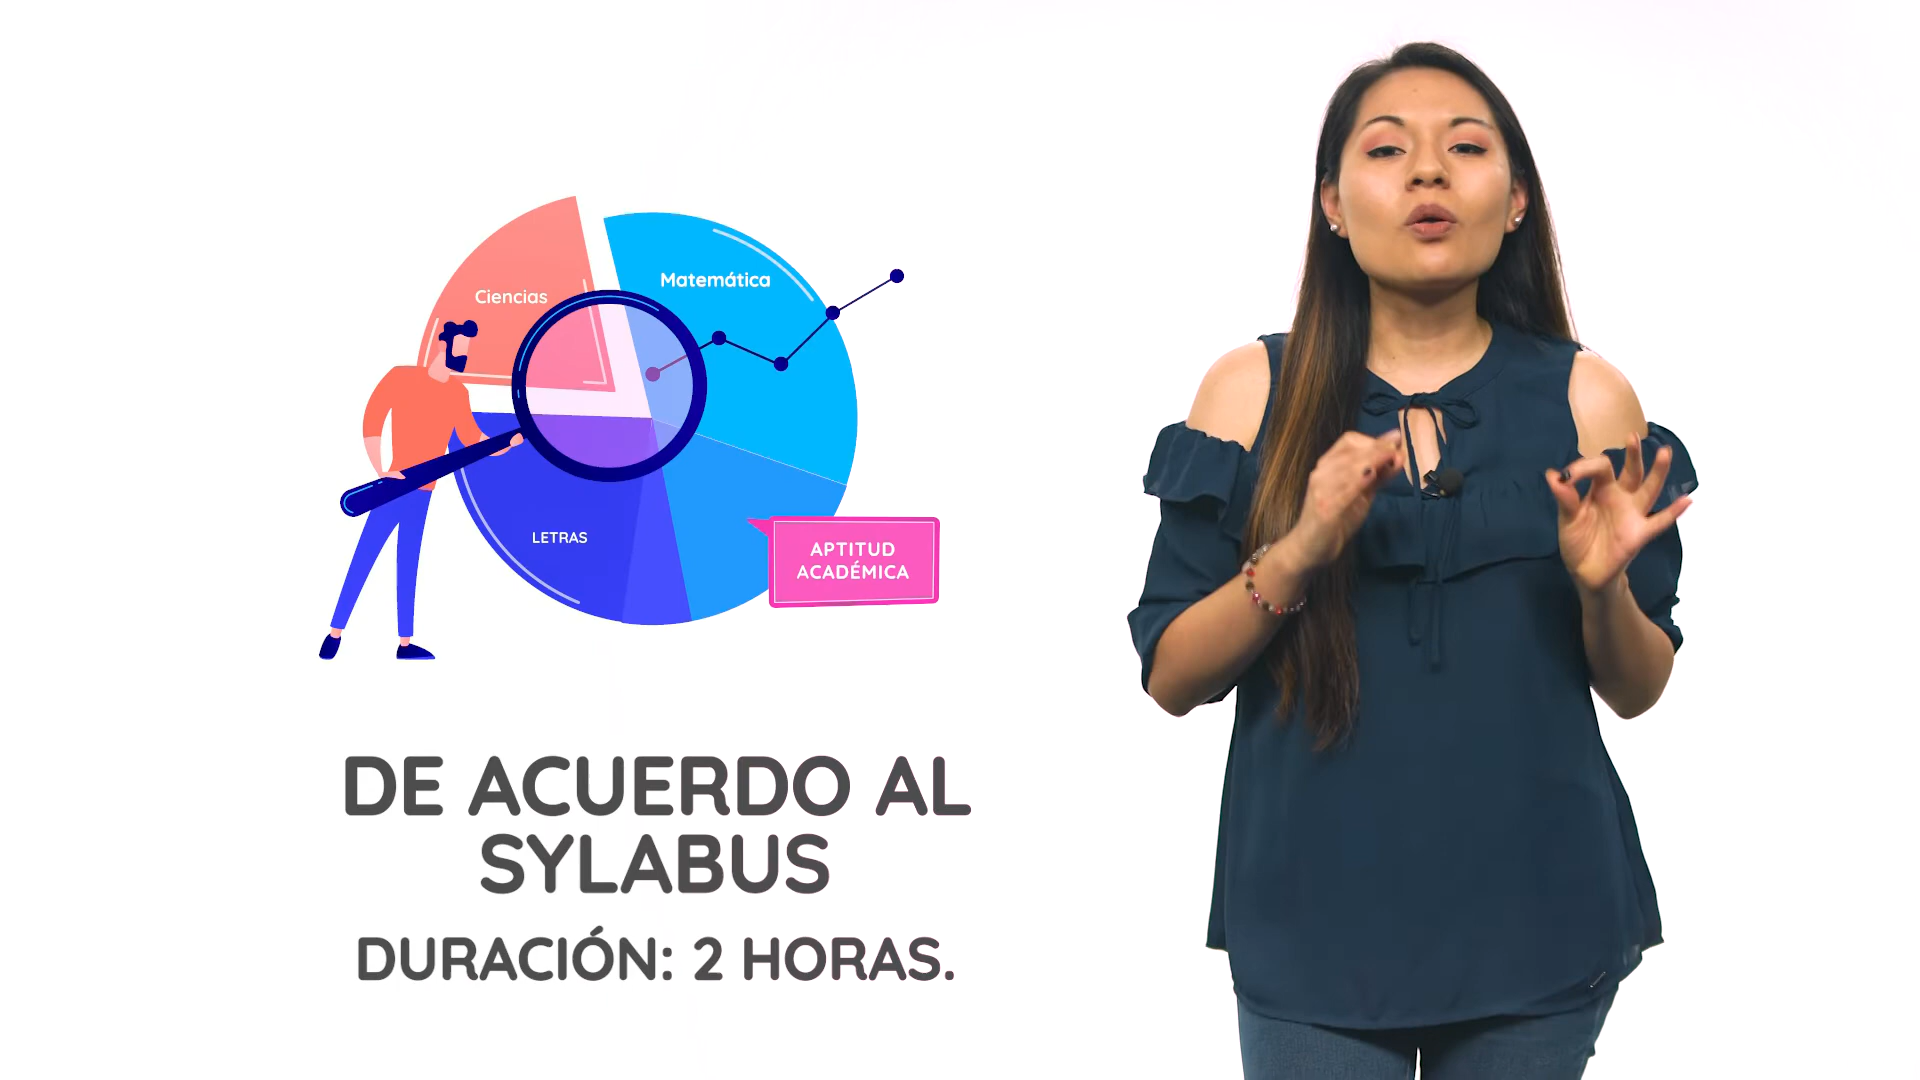 Ciencias
Matemática
LETRAS
APTITUD
ACADÉMICA
DE ACUERDO AL
SYLABUS
DURACIÓN: 2 HORAS.